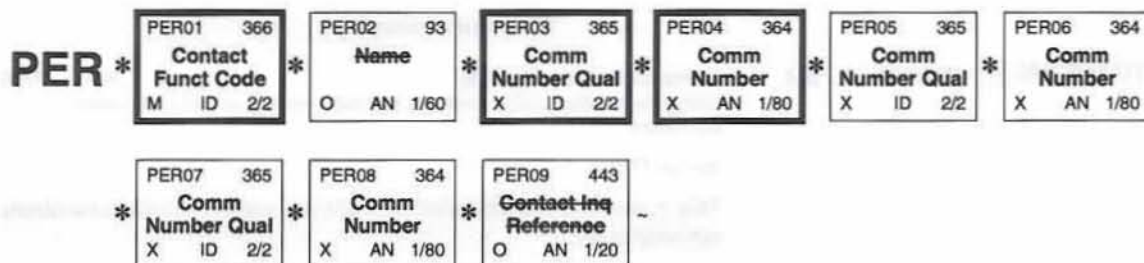 PER * PER01 366 Contact Funct Code M ID 2/2 * PER02 93 Name O AN 1/60 * PER03 365 Comm Number Qual X ID 2/2 * PER04 364 Comm Number X AN 1/80 * PER05 365 Comm Number Qual X ID 2/2 * PER06 364 Comm Number X AN 1/80
* PER07 365 Comm Number Qual X ID 2/2 * PER08 364 Comm Number X AN 1/80 * PER09 443 Contact Inq Reference O AN 1/20 ~